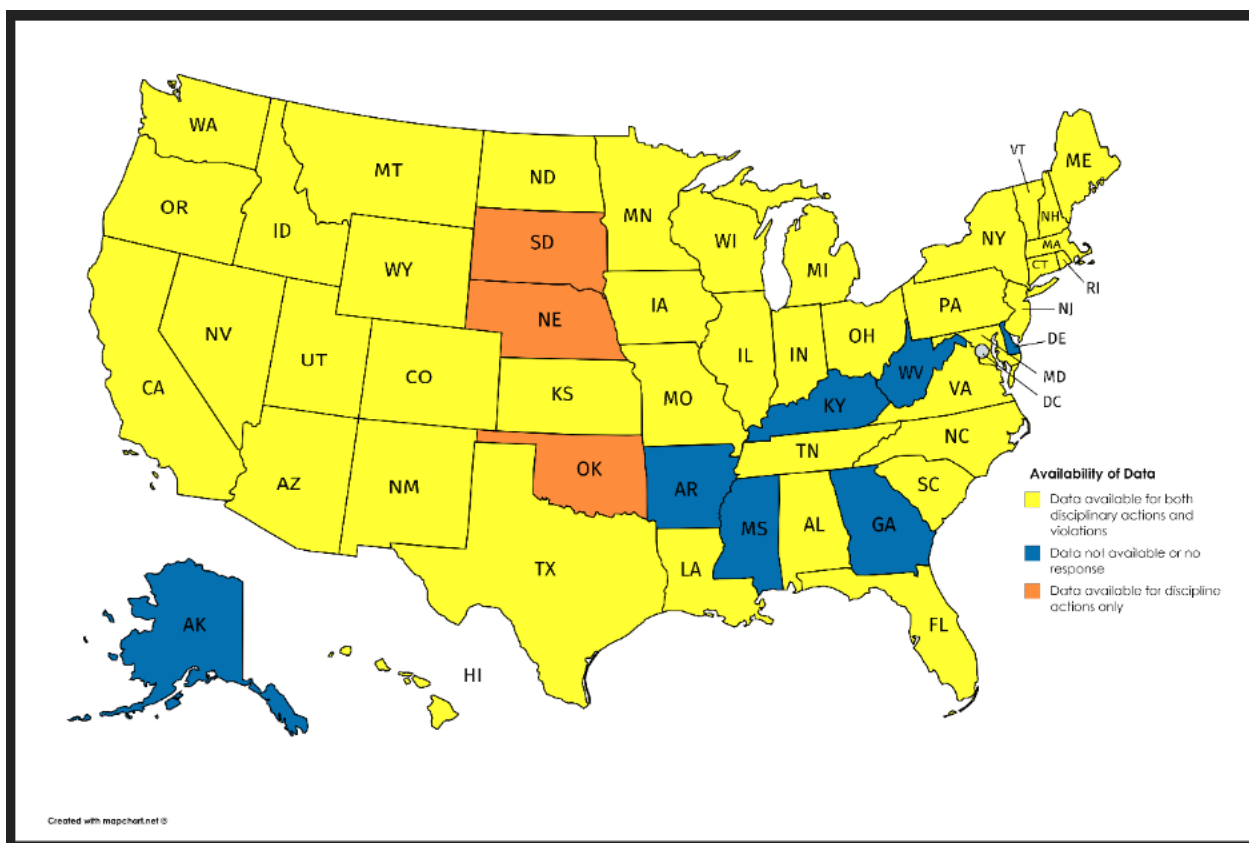 WA
MT
ND
VT
ME
OR
ID
MN
NH
SD
WI
NY
MA
WY
MI
CT
RI
IA
PA
NJ
NE
NV
OH
DE
UT
IL
IN
CO
WV
MD
CA
KS
MO
VA
KY
DC
NC
TN
OK
AZ
NM
AR
SC
MS
AL
GA
TX
LA
FL
AK
HI
Availability of Data
Data available for both
disciplinary actions and
violations
Data not available or no
response
Data available for discipline
actions only
Created with mapchart.net ©